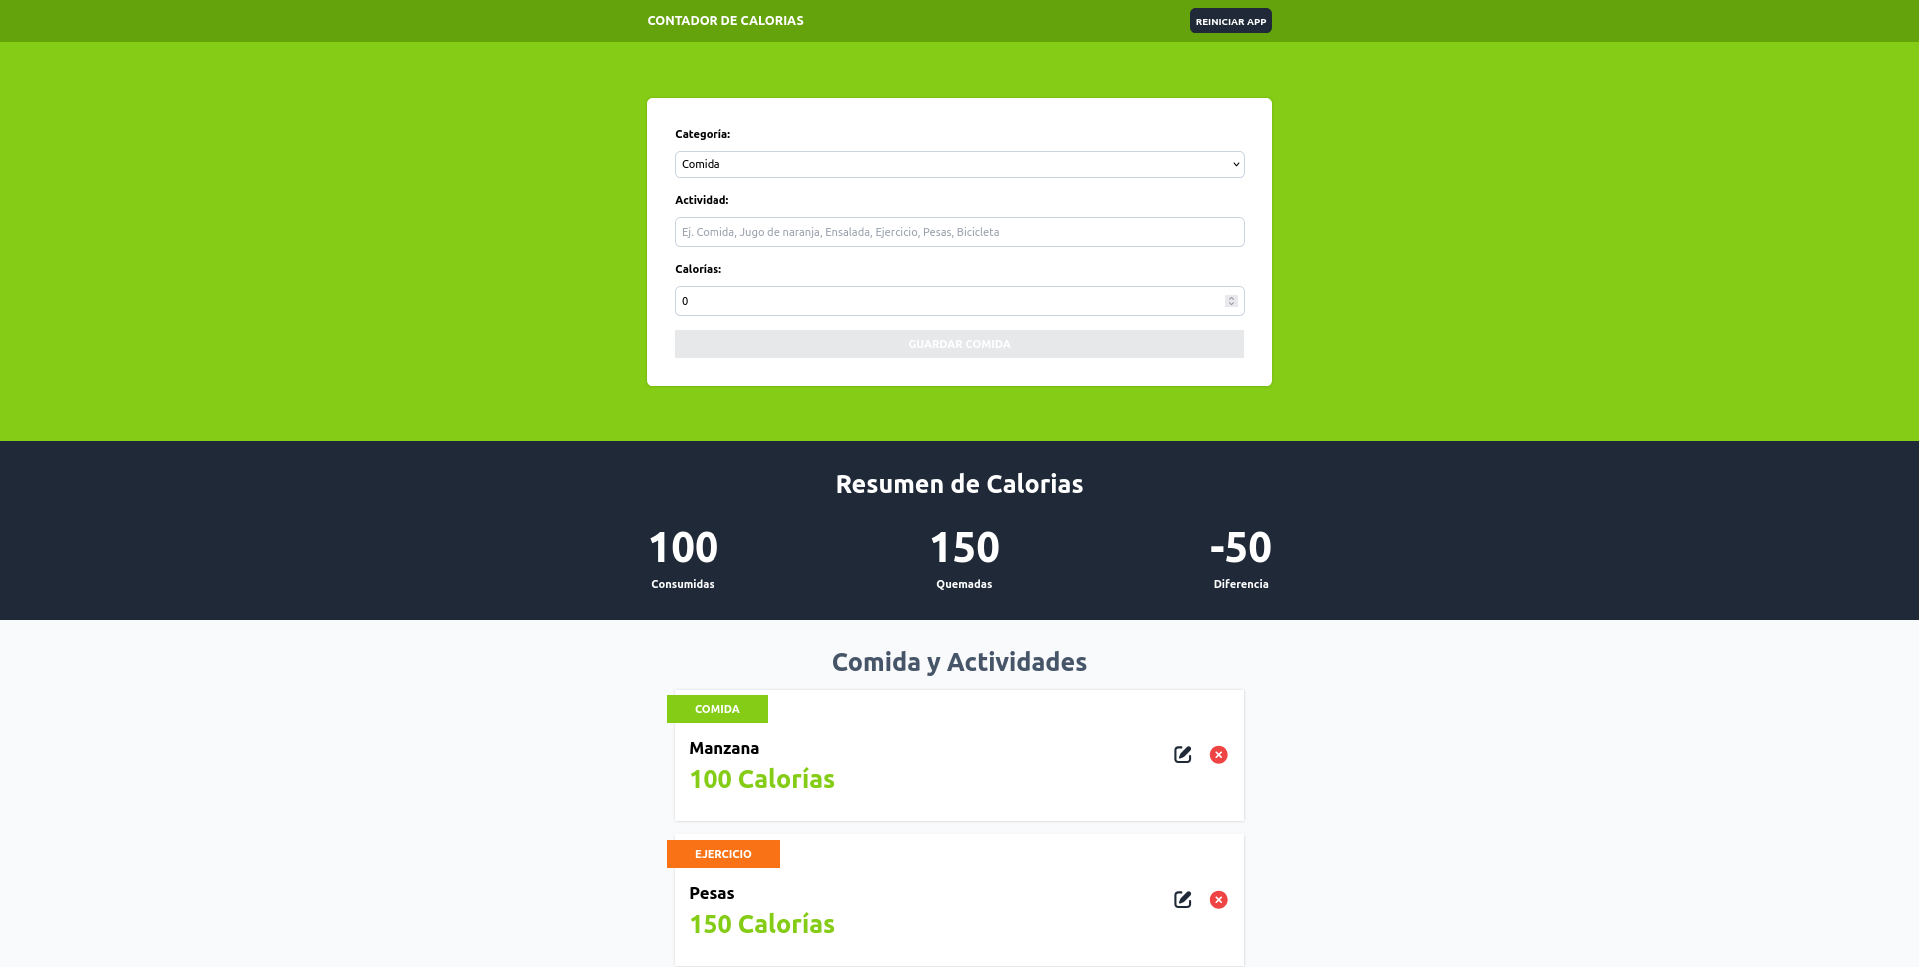 CONTADOR DE CALORIAS
REINICIAR APP
Categoría:
Comida
Actividad:
Ej. Comida, Jugo de naranja, Ensalada, Ejercicio, Pesas, Bicicleta
Calorías:
0
GUARDAR COMIDA
Resumen de Calorias
100 150 -50
Consumidas Quemadas Diferencia
Comida y Actividades
COMIDA
Manzana
100 Calorías
EJERCICIO
Pesas
150 Calorías